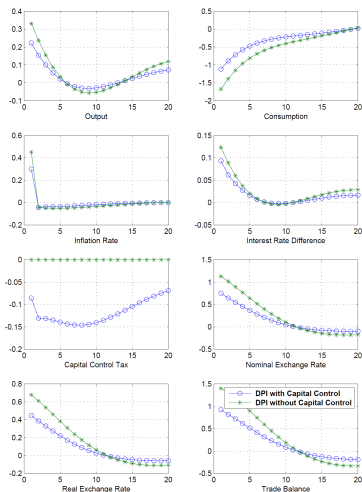 0.4
0.3
0.2
0.1
0
-0.1
0 5 10 15 20
Output
0.5
0
-0.5
-1
-1.5
-2
0 5 10 15 20
Consumption
0.6
0.4
0.2
0
-0.2
0 5 10 15 20
Inflation Rate
0.15
0.1
0.05
0
-0.05
0 5 10 15 20
Interest Rate Difference
0
-0.05
-0.1
-0.15
-0.2
0 5 10 15 20
Capital Control Tax
1.5
1
0.5
0
-0.5
0 5 10 15 20
Nominal Exchange Rate
0.8
0.6
0.4
0.2
0
-0.2
0 5 10 15 20
Real Exchange Rate
1.5
1
0.5
0
-0.5
DPI with Capital Control
DPI without Capital Control
0 5 10 15 20
Trade Balance